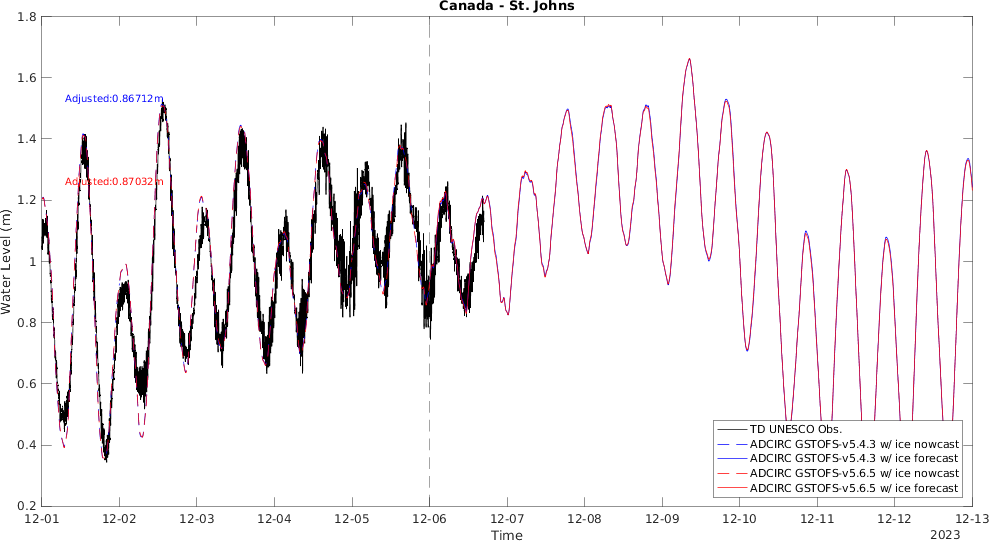 Canada - St. Johns
1.8
1.6
1.4
1.2
1
0.8
0.6
0.4
0.2
Water Level (m)
Adjusted:0.86712m
Adjusted:0.87032m
TD UNESCO Obs.
ADCIRC GSTOFS-v5.4.3 w/ ice nowcast
ADCIRC GSTOFS-v5.4.3 w/ ice forecast
ADCIRC GSTOFS-v5.6.5 w/ ice nowcast
ADCIRC GSTOFS-v5.6.5 w/ ice forecast
12-01 12-02 12-03 12-04 12-05 12-06 12-07 12-08 12-09 12-10 12-11 12-12 12-13
Time
2023